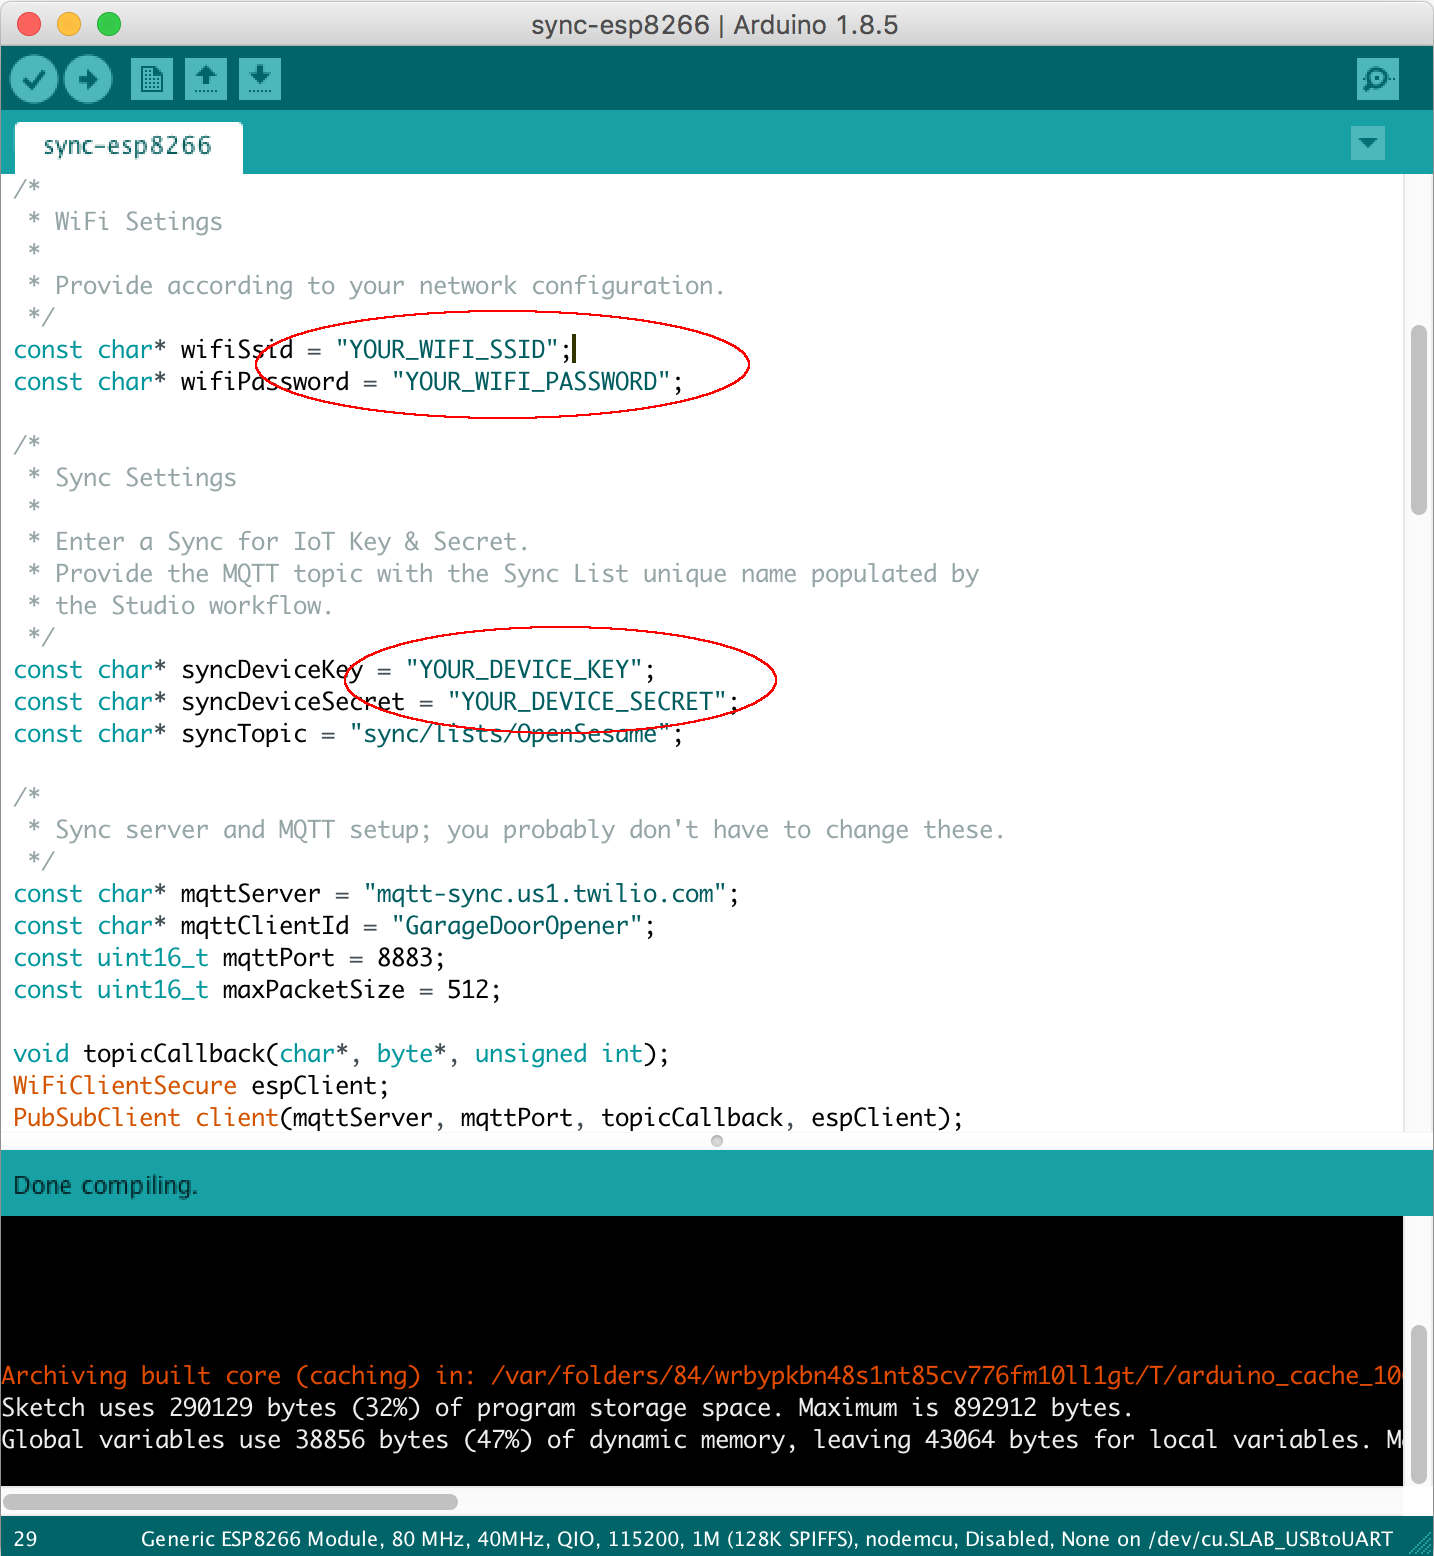 sync-esp8266 | Arduino 1.8.5
sync-esp8266
/*
 * WiFi Setings
 *
 * Provide according to your network configuration.
 */
const char* wifiSsid = "YOUR_WIFI_SSID";
const char* wifiPassword = "YOUR_WIFI_PASSWORD";
/*
 * Sync Settings
 *
 * Enter a Sync for IoT Key & Secret.
 * Provide the MQTT topic with the Sync List unique name populated by
 * the Studio workflow.
 */
const char* syncDeviceKey = "YOUR_DEVICE_KEY";
const char* syncDeviceSecret = "YOUR_DEVICE_SECRET";
const char* syncTopic = "sync/lists/OpenSesame";
/*
 * Sync server and MQTT setup; you probably don't have to change these.
 */
const char* mqttServer = "mqtt-sync.us1.twilio.com";
const char* mqttClientId = "GarageDoorOpener";
const uint16_t mqttPort = 8883;
const uint16_t maxPacketSize = 512;
void topicCallback(char*, byte*, unsigned int);
WiFiClientSecure espClient;
PubSubClient client(mqttServer, mqttPort, topicCallback, espClient);
Done compiling.
Archiving built core (caching) in: /var/folders/84/wrbypkbn48s1nt85cv776fm10ll1gt/T/arduino_cache_10
Sketch uses 290129 bytes (32%) of program storage space. Maximum is 892912 bytes.
Global variables use 38856 bytes (47%) of dynamic memory, leaving 43064 bytes for local variables.
29
Generic ESP8266 Module, 80 MHz, 40MHz, QIO, 115200, 1M (128K SPIFFS), nodemcu, Disabled, None on /dev/cu.SLAB_USBtoUART